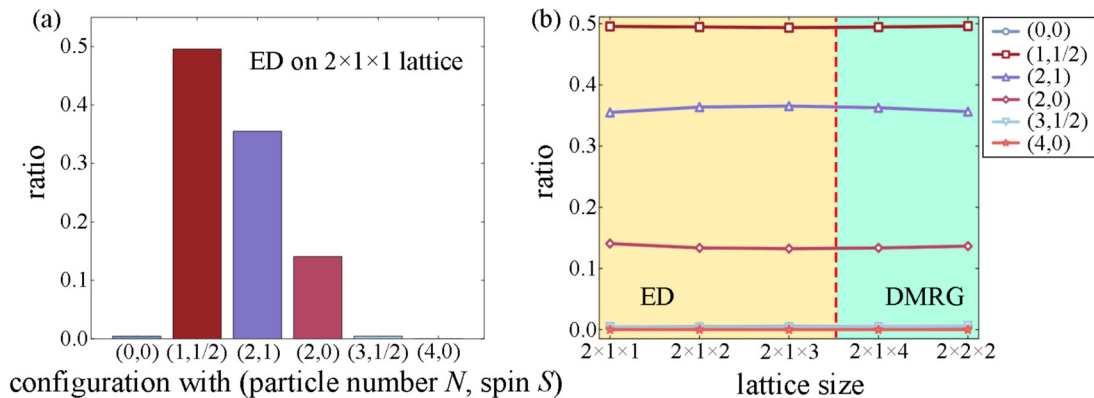 (a)
0.5
0.4
0.3
0.2
0.1
0.0
ratio
ED on 2×1×1 lattice
(0,0) (1,1/2) (2,1) (2,0) (3,1/2) (4,0)
configuration with (particle number N, spin S)
(b)
0.5
0.4
0.3
0.2
0.1
0.0
ratio
ED
DMRG
2×1×1 2×1×2 2×1×3 2×1×4 2×2×2
lattice size
(0,0)
(1,1/2)
(2,1)
(2,0)
(3,1/2)
(4,0)